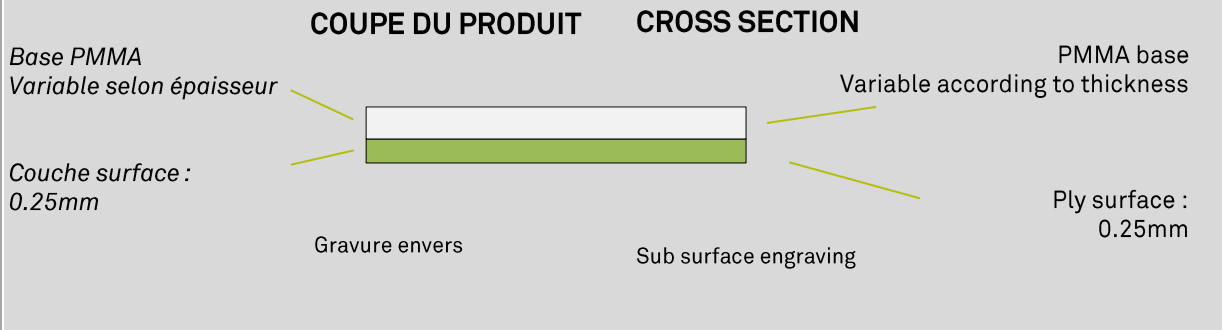 COUPE DU PRODUIT
CROSS SECTION
Base PMMA
Variable selon épaisseur
PMMA base
Variable according to thickness
Couche surface :
0.25mm
Ply surface :
0.25mm
Gravure envers
Sub surface engraving